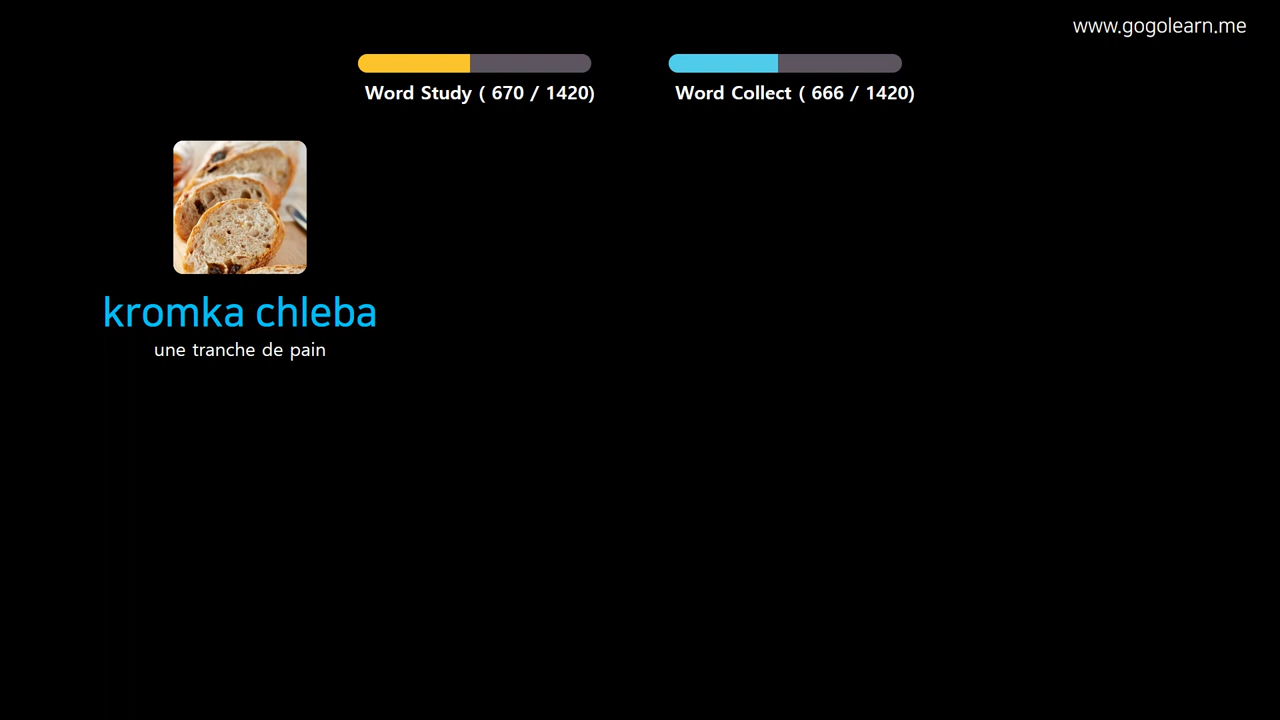 www.gogolearn.me
Word Study ( 670 / 1420)
Word Collect ( 666 / 1420)
kromka chleba
une tranche de pain